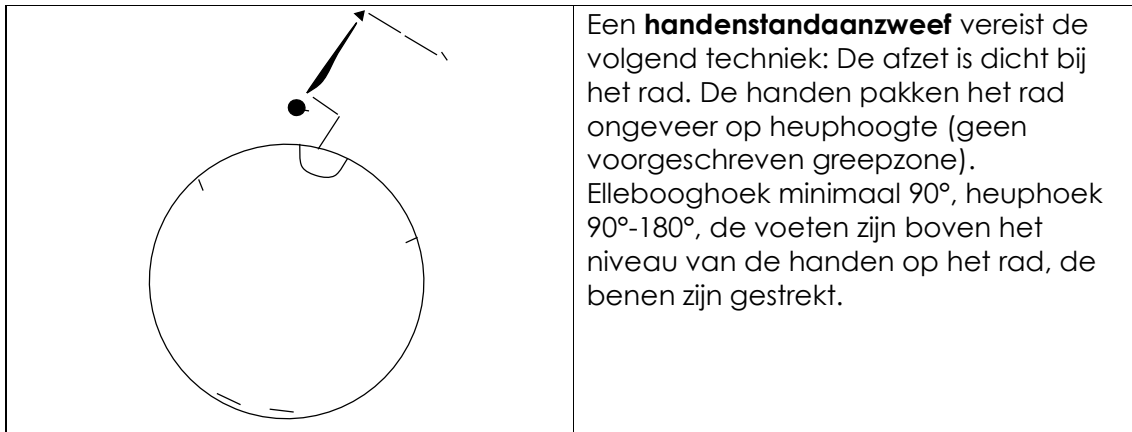 Een handenstandaanzweef vereist de
volgend techniek: De afzet is dicht bij
het rad. De handen pakken het rad
ongeveer op heuphoogte (geen
voorgeschreven greepzone).
Ellebooghoek minimaal 90°, heuphoek
90°-180°, de voeten zijn boven het
niveau van de handen op het rad, de
benen zijn gestrekt.